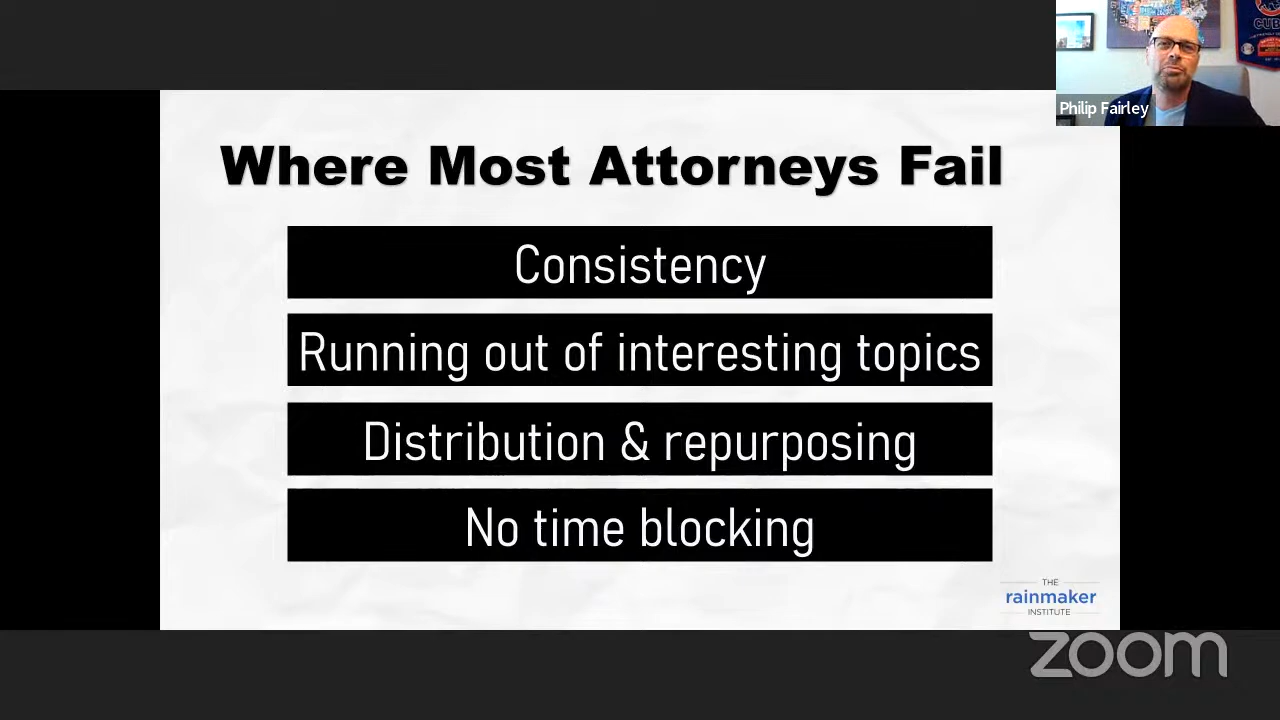 CUBS
Philip Fairley
Where Most Attorneys Fail
Consistency
Running out of interesting topics
Distribution & repurposing
No time blocking
THE
rainmaker
INSTITUTE
zoom